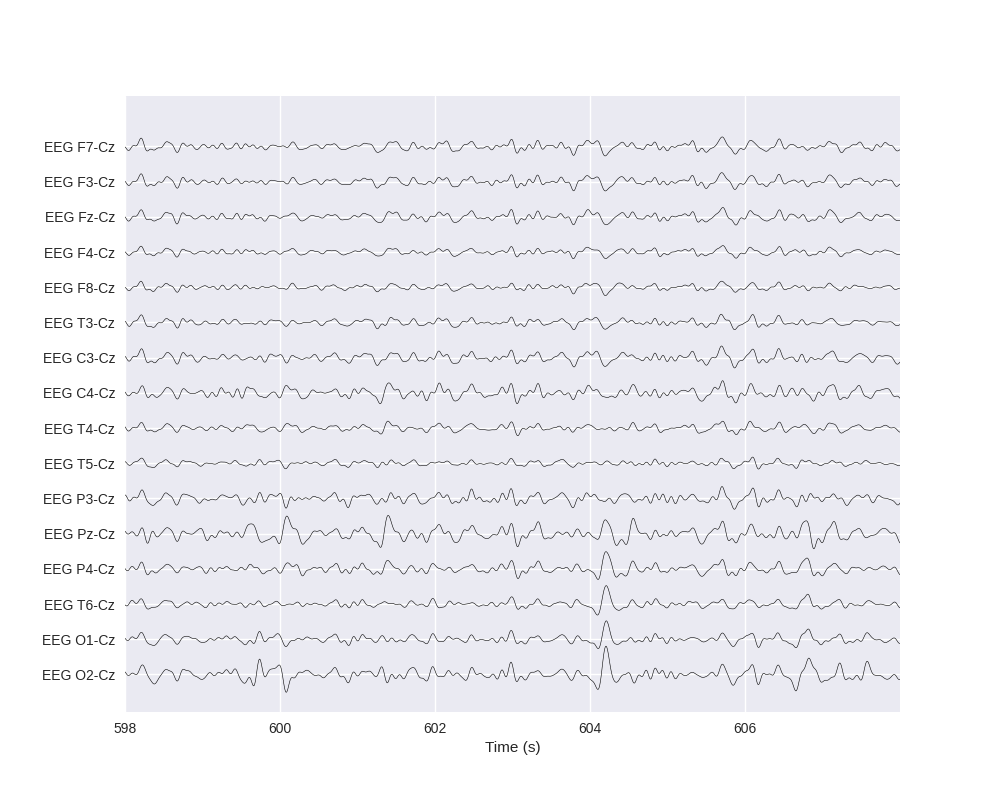 EEG F7-Cz
EEG F3-Cz
EEG Fz-Cz
EEG F4-Cz
EEG F8-Cz
EEG T3-Cz
EEG C3-Cz
EEG C4-Cz
EEG T4-Cz
EEG T5-Cz
EEG P3-Cz
EEG Pz-Cz
EEG P4-Cz
EEG T6-Cz
EEG O1-Cz
EEG O2-Cz
598 600 602 604 606
Time (s)